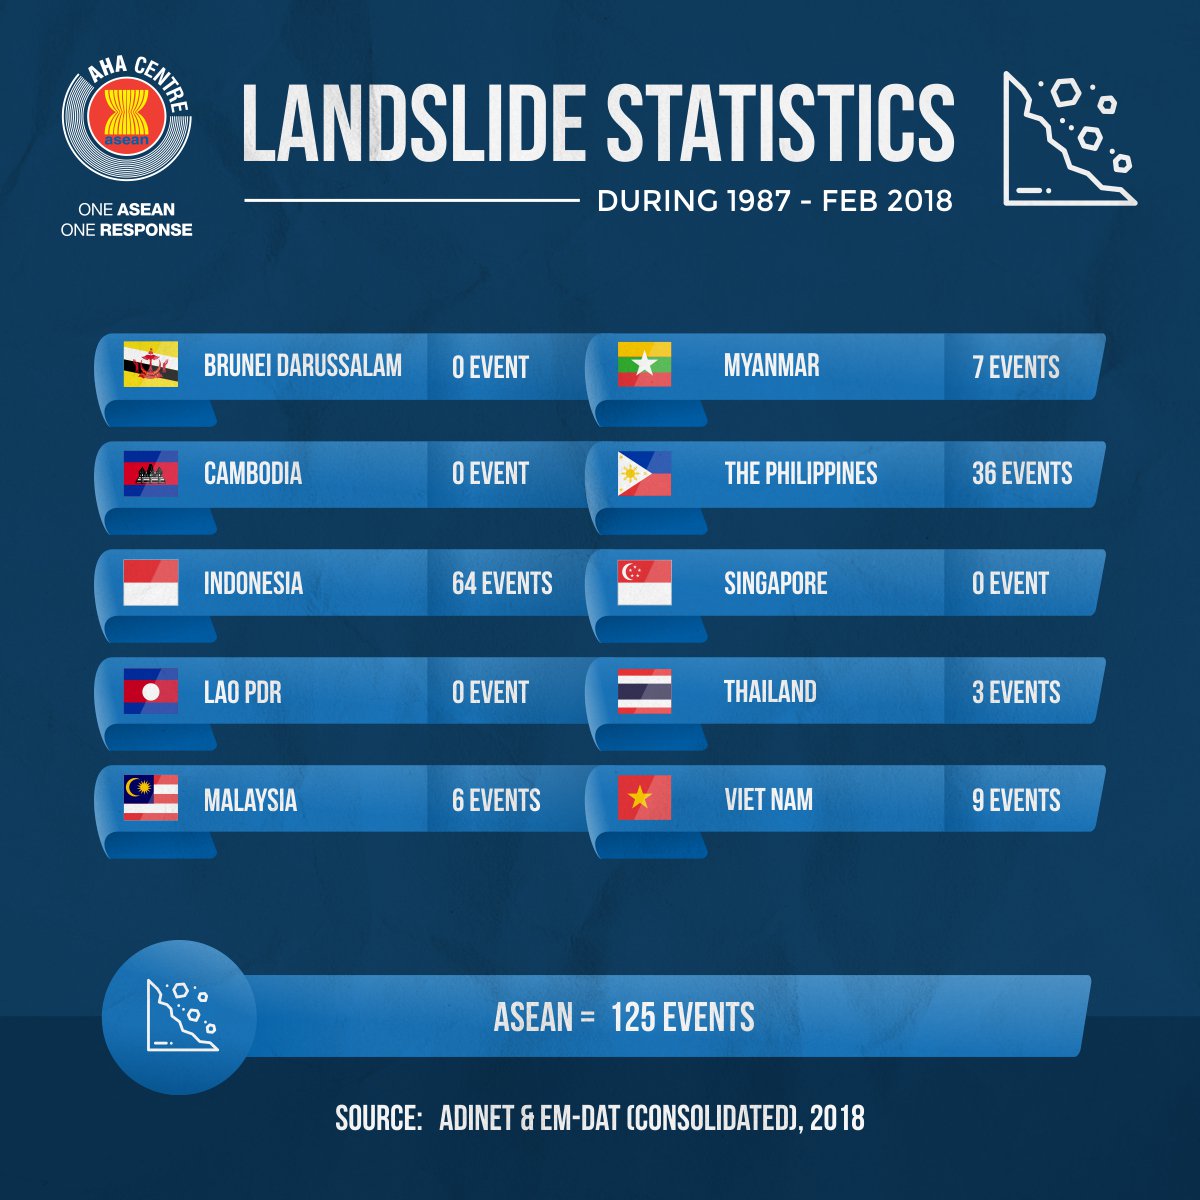 AHA CENTRE
asean
ONE ASEAN
ONE RESPONSE
LANDSLIDE STATISTICS
DURING 1987 - FEB 2018
BRUNEI DARUSSALAM 0 EVENT
CAMBODIA 0 EVENT
INDONESIA 64 EVENTS
LAO PDR 0 EVENT
MALAYSIA 6 EVENTS
MYANMAR 7 EVENTS
THE PHILIPPINES 36 EVENTS
SINGAPORE 0 EVENT
THAILAND 3 EVENTS
VIET NAM 9 EVENTS
ASEAN = 125 EVENTS
SOURCE: ADINET & EM-DAT (CONSOLIDATED), 2018